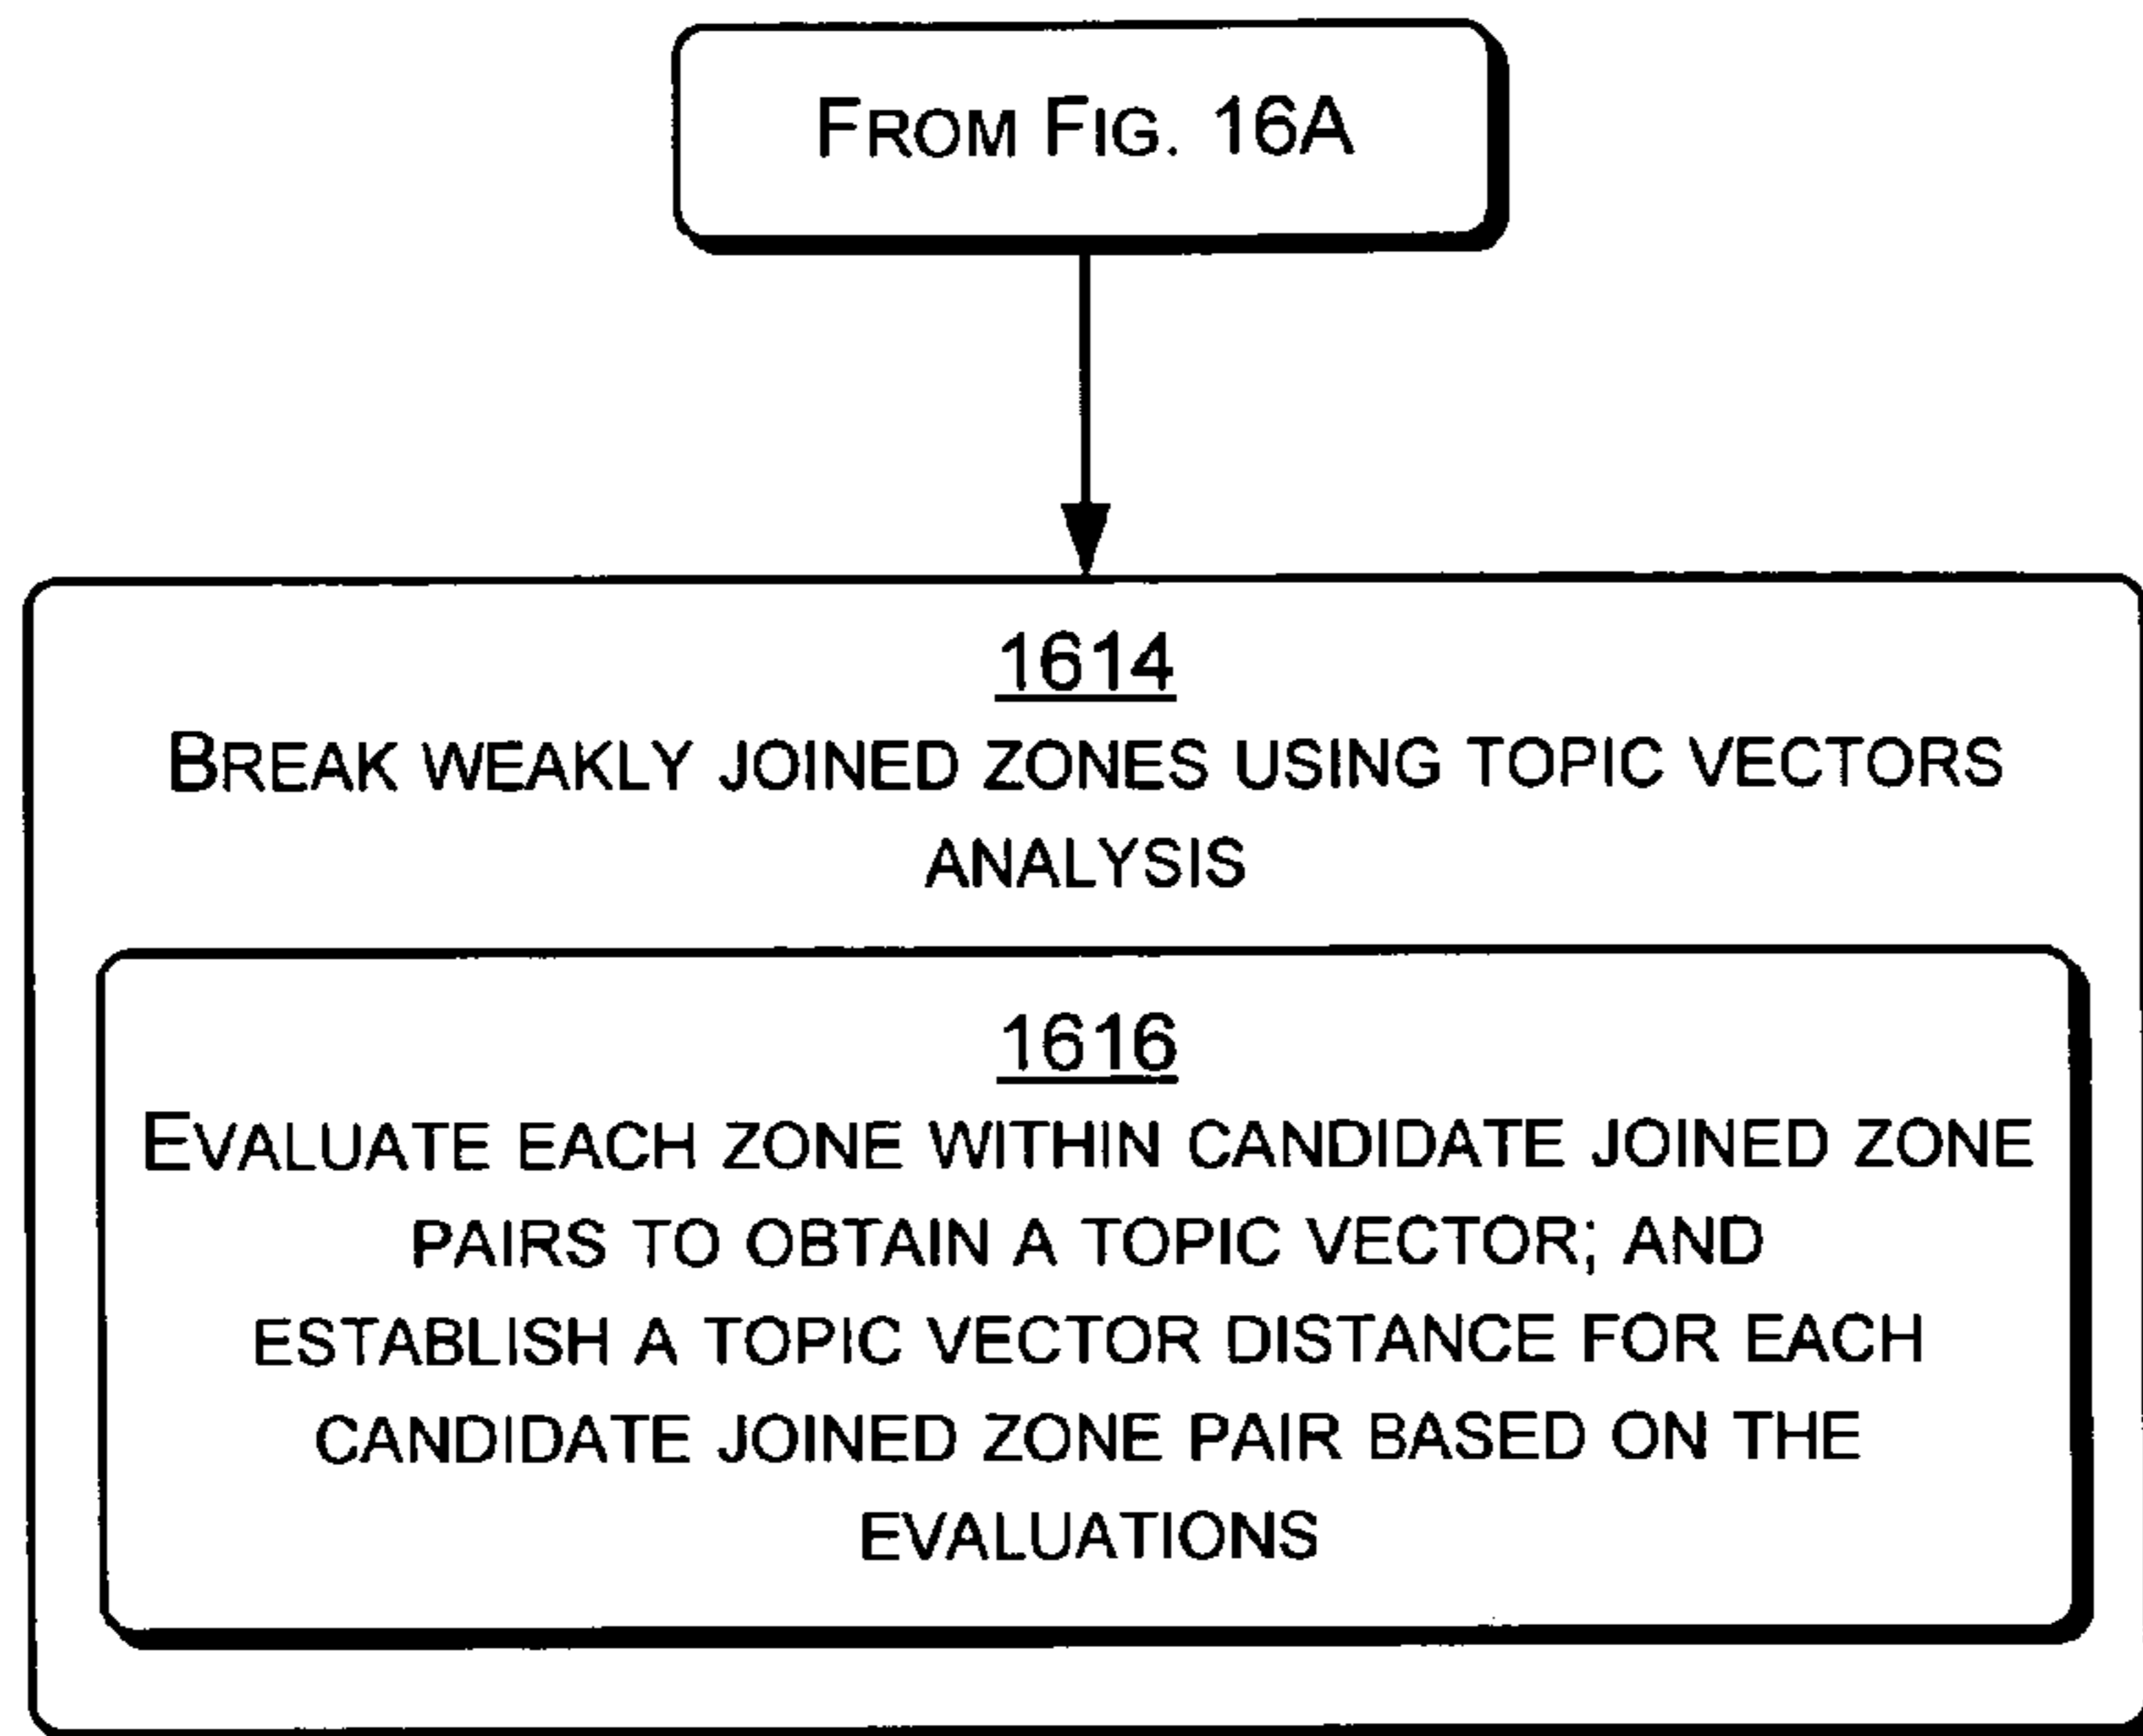 FROM FIG. 16A
1614
BREAK WEAKLY JOINED ZONES USING TOPIC VECTORS
ANALYSIS
1616
EVALUATE EACH ZONE WITHIN CANDIDATE JOINED ZONE
PAIRS TO OBTAIN A TOPIC VECTOR; AND
ESTABLISH A TOPIC VECTOR DISTANCE FOR EACH
CANDIDATE JOINED ZONE PAIR BASED ON THE
EVALUATIONS